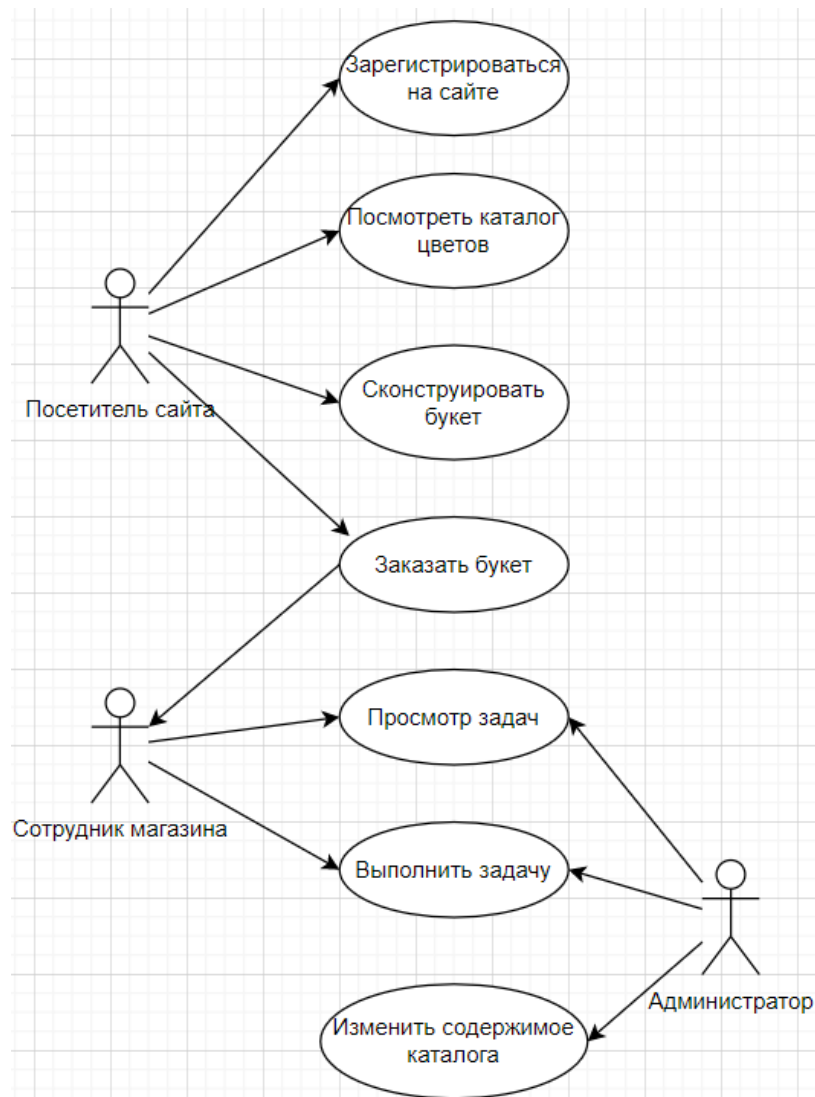 Зарегистрироваться
на сайте
Посмотреть каталог
цветов
Сконструировать
букет
Посетитель сайта
Заказать букет
Просмотр задач
Сотрудник магазина
Выполнить задачу
Администратор
Изменить содержимое
каталога